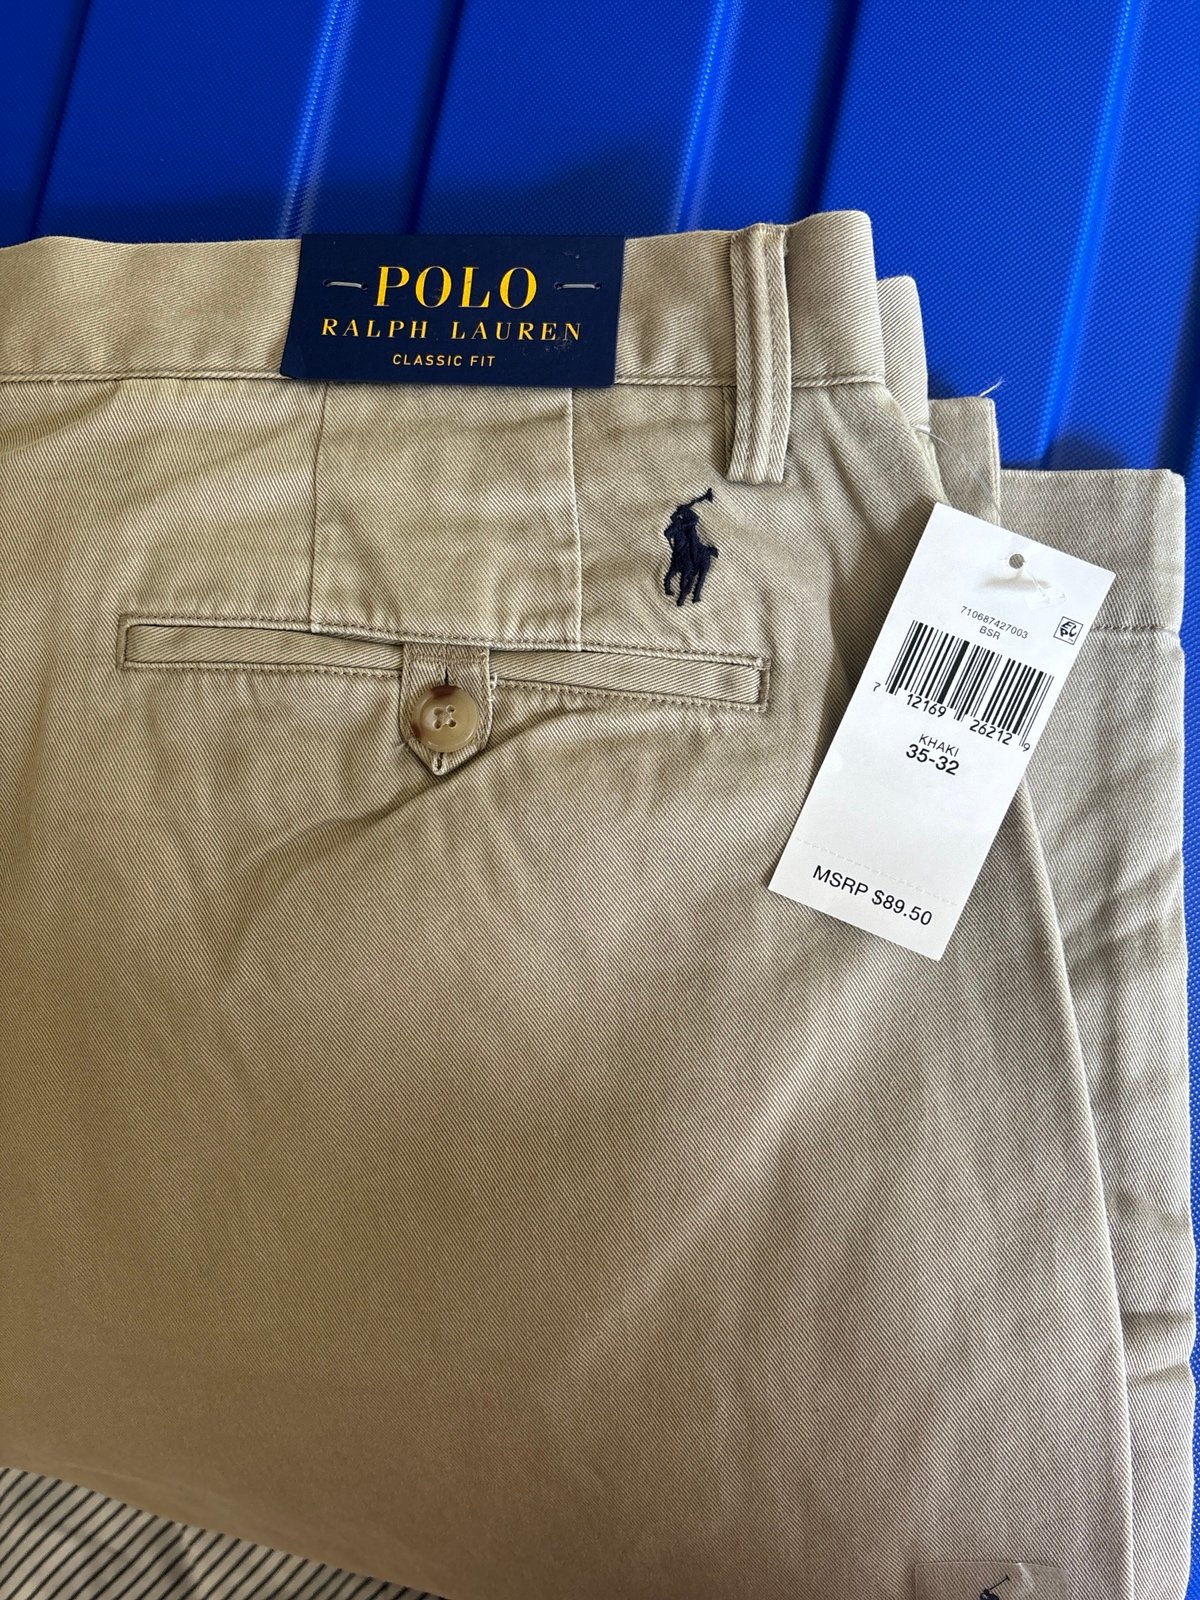 POLO
RALPH LAUREN
CLASSIC FIT
710687427003
BSR
7 12169 26212 9
KHAKI
35-32
MSRP $89.50